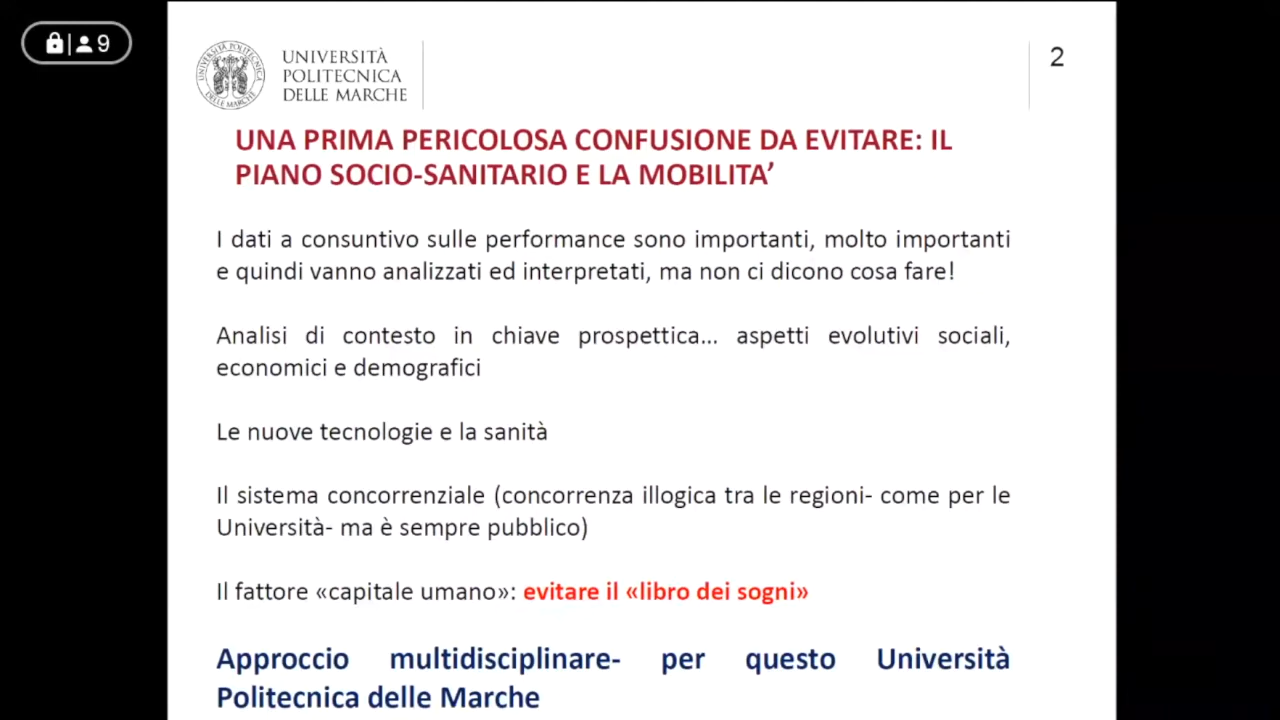 9
UNIVERSITÀ
POLITECNICA
DELLE MARCHE
2
UNA PRIMA PERICOLOSA CONFUSIONE DA EVITARE: IL
PIANO SOCIO-SANITARIO E LA MOBILITA’
I dati a consuntivo sulle performance sono importanti, molto importanti
e quindi vanno analizzati ed interpretati, ma non ci dicono cosa fare!
Analisi di contesto in chiave prospettica... aspetti evolutivi sociali,
economici e demografici
Le nuove tecnologie e la sanità
Il sistema concorrenziale (concorrenza illogica tra le regioni- come per le
Università- ma è sempre pubblico)
Il fattore «capitale umano»: evitare il «libro dei sogni»
Approccio multidisciplinare- per questo Università
Politecnica delle Marche